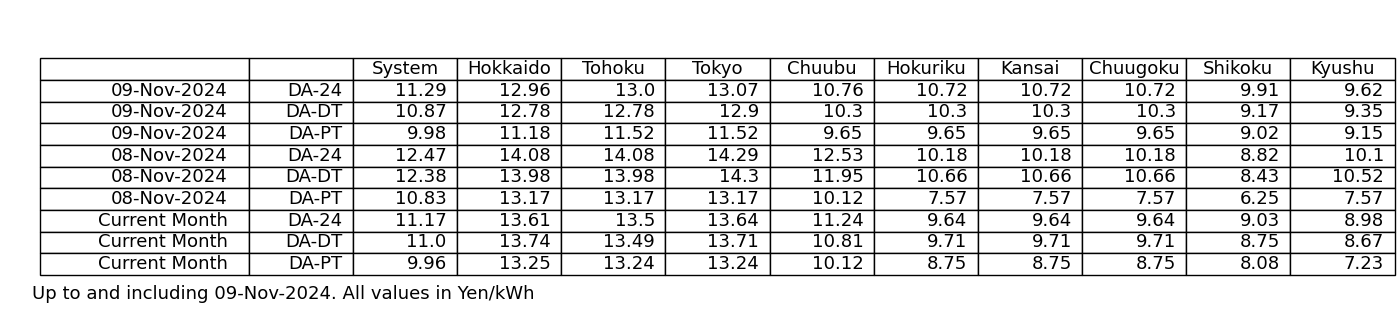 System Hokkaido Tohoku Tokyo Chuubu Hokuriku Kansai Chuugoku Shikoku Kyushu
09-Nov-2024 DA-24 11.29 12.96 13.0 13.07 10.76 10.72 10.72 10.72 9.91 9.62
09-Nov-2024 DA-DT 10.87 12.78 12.78 12.9 10.3 10.3 10.3 10.3 9.17 9.35
09-Nov-2024 DA-PT 9.98 11.18 11.52 11.52 9.65 9.65 9.65 9.65 9.02 9.15
08-Nov-2024 DA-24 12.47 14.08 14.08 14.29 12.53 10.18 10.18 10.18 8.82 10.1
08-Nov-2024 DA-DT 12.38 13.98 13.98 14.3 11.95 10.66 10.66 10.66 8.43 10.52
08-Nov-2024 DA-PT 10.83 13.17 13.17 13.17 10.12 7.57 7.57 7.57 6.25 7.57
Current Month DA-24 11.17 13.61 13.5 13.64 11.24 9.64 9.64 9.64 9.03 8.98
Current Month DA-DT 11.0 13.74 13.49 13.71 10.81 9.71 9.71 9.71 8.75 8.67
Current Month DA-PT 9.96 13.25 13.24 13.24 10.12 8.75 8.75 8.75 8.08 7.23
Up to and including 09-Nov-2024. All values in Yen/kWh